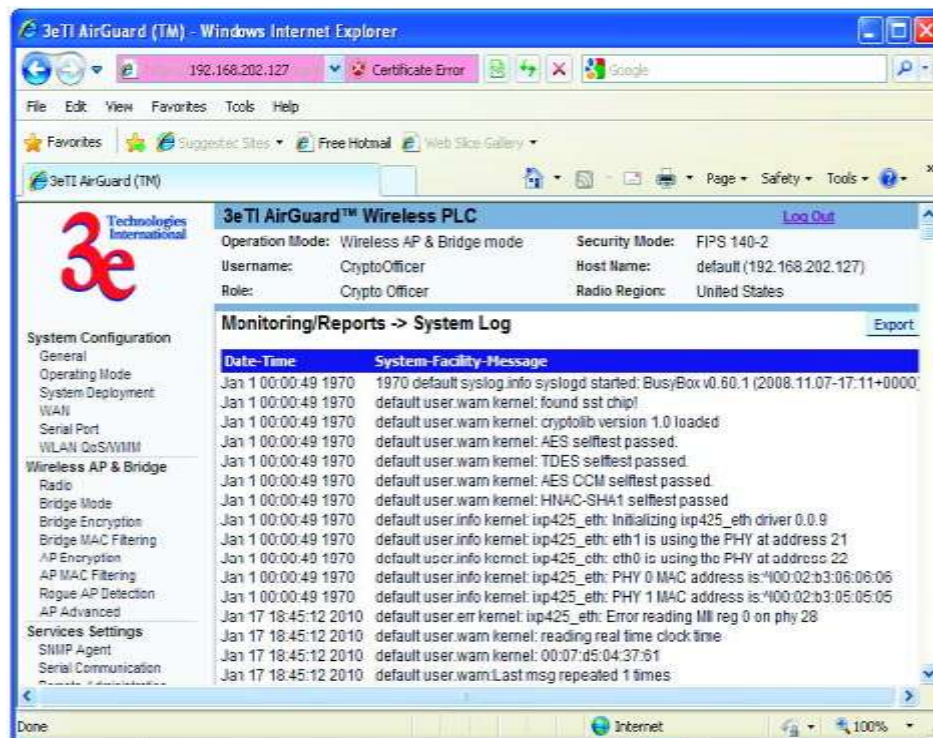 3eTI AirGuard (TM) - Windows Internet Explorer
192.168.202.127 Certificate Error Google
File Edit View Favorites Tools Help
Favorites Suggested Sites Free Hotmail Web Slice Gallery
3eTI AirGuard (TM) Page Safety Tools
3e Technologies International
3eTI AirGuard™ Wireless PLC Log Out
Operation Mode: Wireless AP & Bridge mode Security Mode: FIPS 140-2
Username: CryptoOfficer Host Name: default (192.168.202.127)
Role: Crypto Officer Radio Region: United States
Monitoring/Reports -> System Log Export
System Configuration
General
Operating Mode
System Deployment
WAN
Serial Port
WLAN QoS/WMM
Wireless AP & Bridge
Radio
Bridge Mode
Bridge Encryption
Bridge MAC Filtering
AP Encryption
AP MAC Filtering
Rogue AP Detection
AP Advanced
Services Settings
SNMP Agent
Serial Communication
Date-Time System-Facility-Message
Jan 1 00:00:49 1970 1970 default syslog.info syslogd started: BusyBox v0.60.1 (2008.11.07-17:11+0000)
Jan 1 00:00:49 1970 default user.warn kernel: found sst chip!
Jan 1 00:00:49 1970 default user.warn kernel: cryptolib version 1.0 loaded
Jan 1 00:00:49 1970 default user.warn kernel: AES selftest passed.
Jan 1 00:00:49 1970 default user.warn kernel: TDES selftest passed.
Jan 1 00:00:49 1970 default user.warn kernel: AES CCM selftest passed.
Jan 1 00:00:49 1970 default user.warn kernel: HNAC-SHA1 selftest passed
Jan 1 00:00:49 1970 default user.info kernel: ixp425_eth: Initializing ixp425_eth driver 0.0.9
Jan 1 00:00:49 1970 default user.info kernel: ixp425_eth: eth1 is using the PHY at address 21
Jan 1 00:00:49 1970 default user.info kernel: ixp425_eth: eth0 is using the PHY at address 22
Jan 1 00:00:49 1970 default user.info kernel: ixp425_eth: PHY 0 MAC address is:^I00:02:b3:06:06:06
Jan 1 00:00:49 1970 default user.info kernel: ixp425_eth: PHY 1 MAC address is:^I00:02:b3:05:05:05
Jan 17 18:45:12 2010 default user.err kernel: ixp425_eth: Error reading MII reg 0 on phy 28
Jan 17 18:45:12 2010 default user.warn kernel: reading real time clock time
Jan 17 18:45:12 2010 default user.warn kernel: 00:07:d5:04:37:61
Jan 17 18:45:12 2010 default user.warn:Last msg repeated 1 times
Done Internet 100%